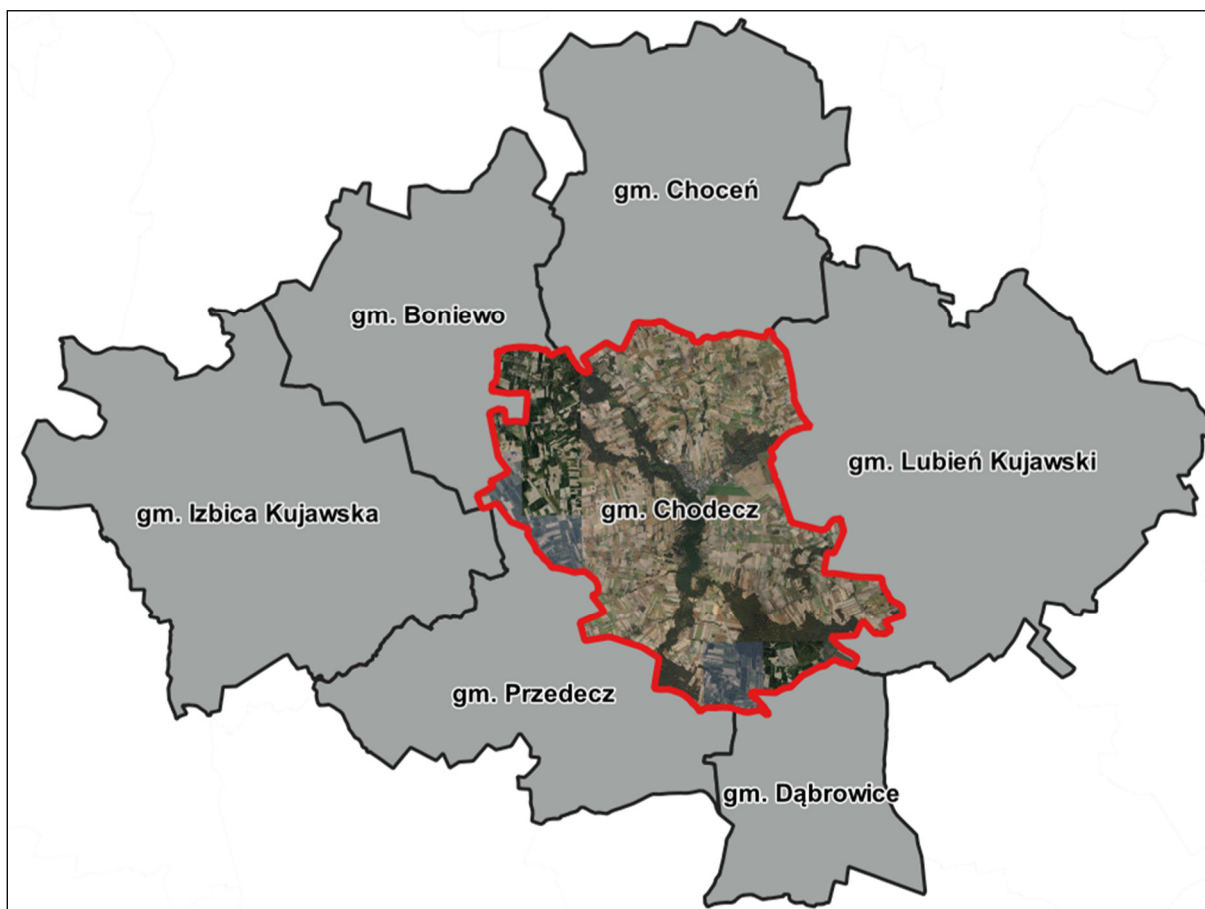 gm. Choceń
gm. Boniewo
gm. Lubień Kujawski
gm. Izbica Kujawska
gm. Chodecz
gm. Przedecz
gm. Dąbrowice